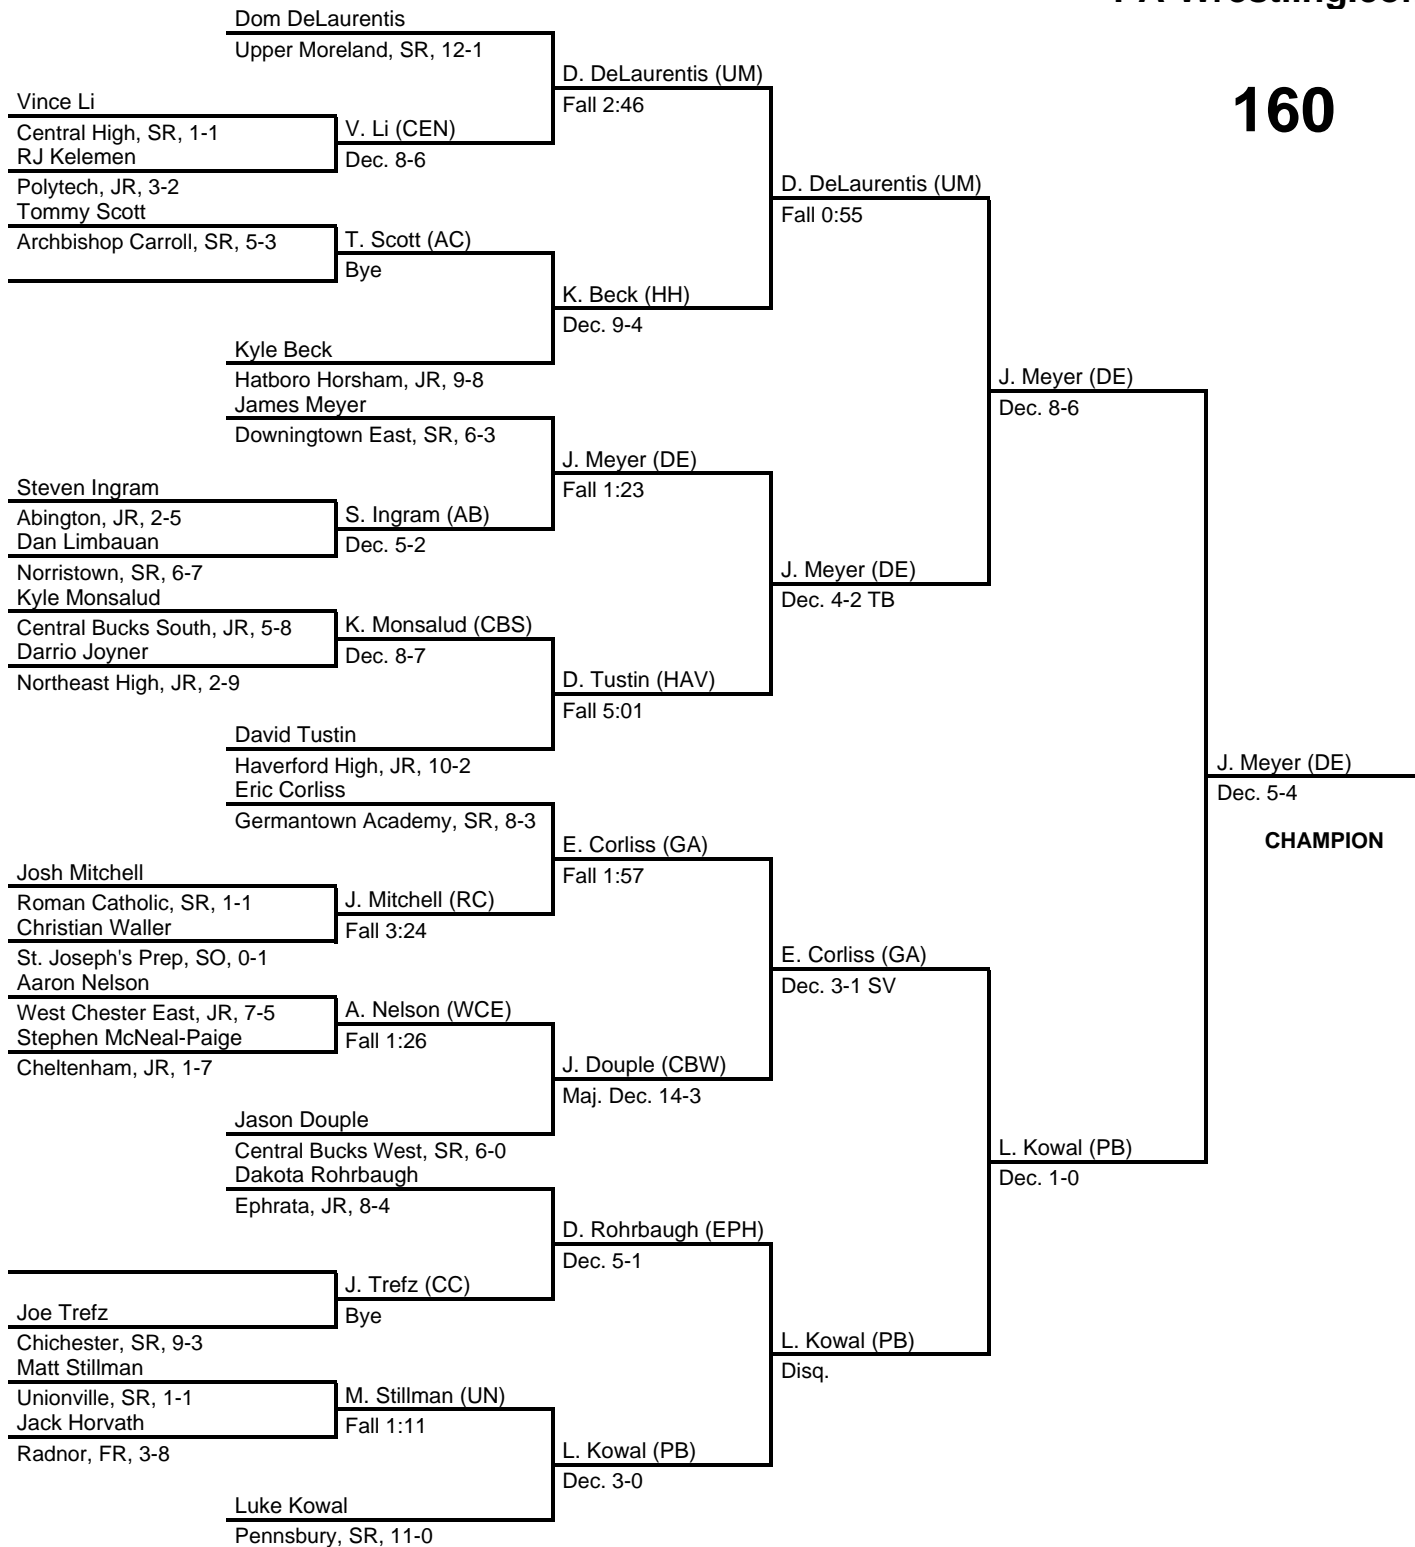 Dom DeLaurentis
Upper Moreland, SR, 12-1
D. DeLaurentis (UM)
Fall 2:46
160
Vince Li
Central High, SR, 1-1
V. Li (CEN)
Dec. 8-6
RJ Kelemen
Polytech, JR, 3-2
D. DeLaurentis (UM)
Fall 0:55
Tommy Scott
Archbishop Carroll, SR, 5-3
T. Scott (AC)
Bye
K. Beck (HH)
Dec. 9-4
Kyle Beck
Hatboro Horsham, JR, 9-8
J. Meyer (DE)
Dec. 8-6
James Meyer
Downingtown East, SR, 6-3
J. Meyer (DE)
Fall 1:23
Steven Ingram
Abington, JR, 2-5
S. Ingram (AB)
Dec. 5-2
Dan Limbauan
Norristown, SR, 6-7
J. Meyer (DE)
Dec. 4-2 TB
Kyle Monsalud
Central Bucks South, JR, 5-8
K. Monsalud (CBS)
Dec. 8-7
Darrio Joyner
Northeast High, JR, 2-9
D. Tustin (HAV)
Fall 5:01
David Tustin
Haverford High, JR, 10-2
J. Meyer (DE)
Dec. 5-4
CHAMPION
Eric Corliss
Germantown Academy, SR, 8-3
E. Corliss (GA)
Fall 1:57
Josh Mitchell
Roman Catholic, SR, 1-1
J. Mitchell (RC)
Fall 3:24
Christian Waller
St. Joseph's Prep, SO, 0-1
E. Corliss (GA)
Dec. 3-1 SV
Aaron Nelson
West Chester East, JR, 7-5
A. Nelson (WCE)
Fall 1:26
Stephen McNeal-Paige
Cheltenham, JR, 1-7
J. Douple (CBW)
Maj. Dec. 14-3
Jason Douple
Central Bucks West, SR, 6-0
L. Kowal (PB)
Dec. 1-0
Dakota Rohrbaugh
Ephrata, JR, 8-4
D. Rohrbaugh (EPH)
Dec. 5-1
J. Trefz (CC)
Bye
Joe Trefz
Chichester, SR, 9-3
L. Kowal (PB)
Disq.
Matt Stillman
Unionville, SR, 1-1
M. Stillman (UN)
Fall 1:11
Jack Horvath
Radnor, FR, 3-8
L. Kowal (PB)
Dec. 3-0
Luke Kowal
Pennsbury, SR, 11-0